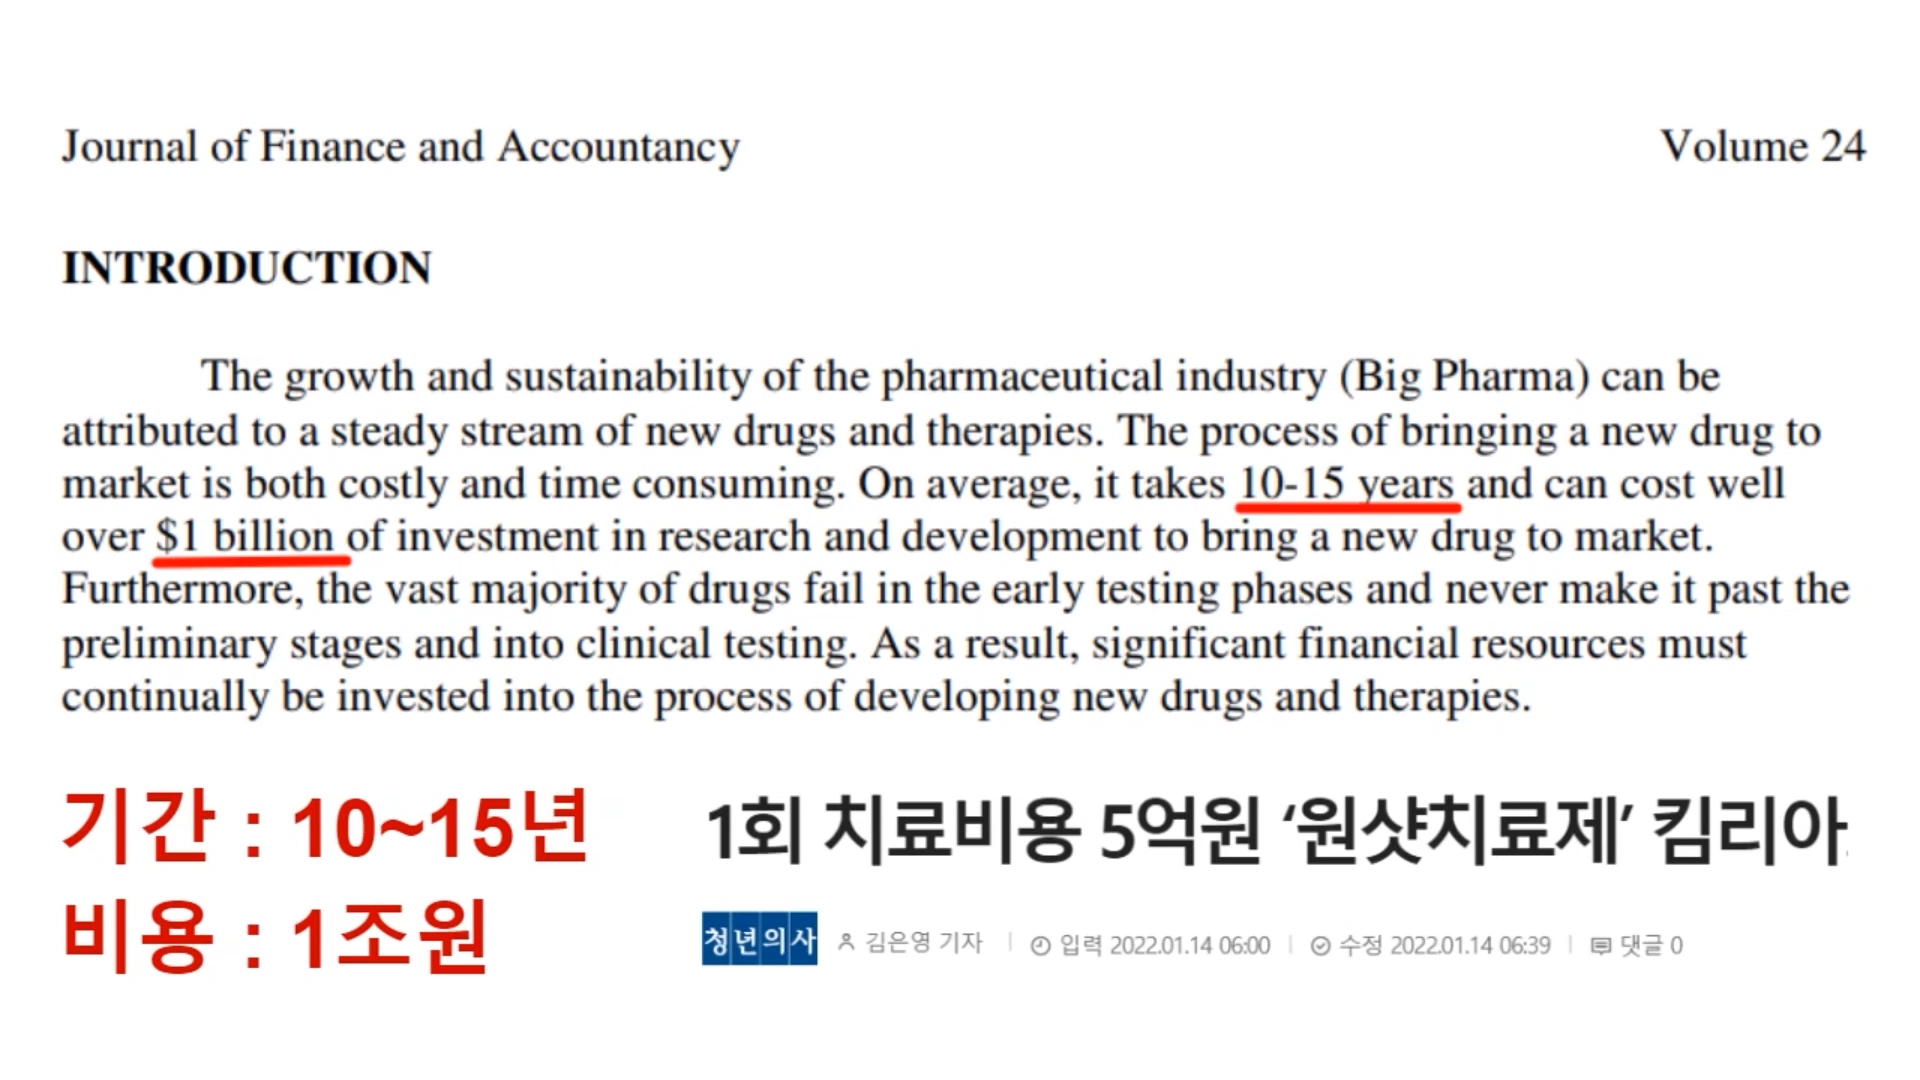 Journal of Finance and Accountancy Volume 24
INTRODUCTION
The growth and sustainability of the pharmaceutical industry (Big Pharma) can be
attributed to a steady stream of new drugs and therapies. The process of bringing a new drug to
market is both costly and time consuming. On average, it takes 10-15 years and can cost well
over $1 billion of investment in research and development to bring a new drug to market.
Furthermore, the vast majority of drugs fail in the early testing phases and never make it past the
preliminary stages and into clinical testing. As a result, significant financial resources must
continually be invested into the process of developing new drugs and therapies.
기간 : 10~15년
비용 : 1조원
1회 치료비용 5억원 ‘원샷치료제’ 킴리아
청년의사 김은영 기자 입력 2022.01.14 06:00 수정 2022.01.14 06:39 댓글 0